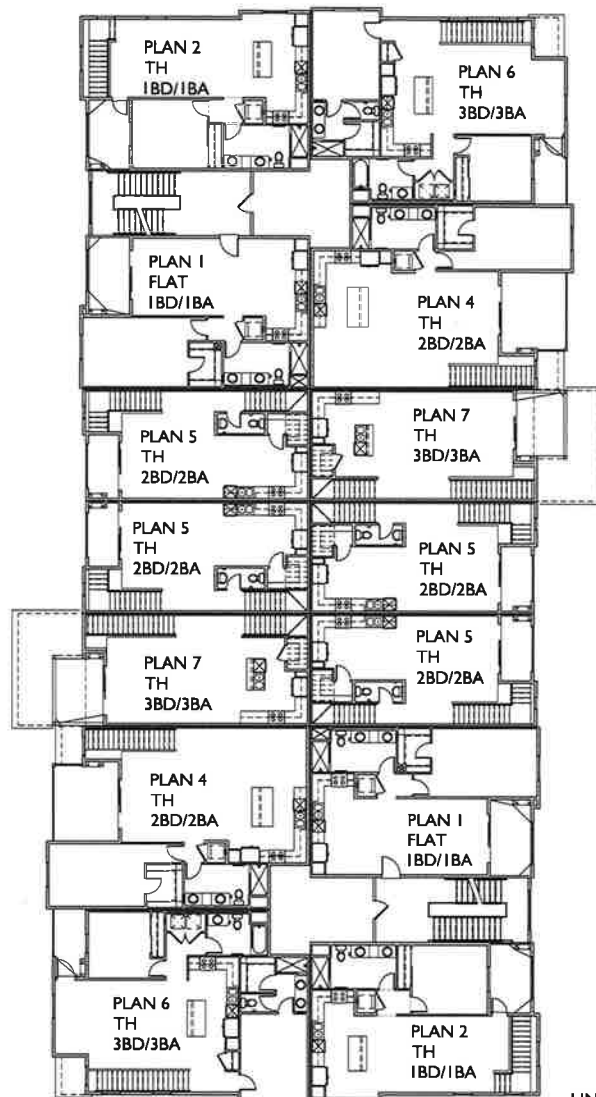 PLAN 2
TH
1BD/1BA
PLAN 6
TH
3BD/3BA
PLAN 1
FLAT
1BD/1BA
PLAN 4
TH
2BD/2BA
PLAN 5
TH
2BD/2BA
PLAN 7
TH
3BD/3BA
PLAN 5
TH
2BD/2BA
PLAN 5
TH
2BD/2BA
PLAN 7
TH
3BD/3BA
PLAN 5
TH
2BD/2BA
PLAN 4
TH
2BD/2BA
PLAN 1
FLAT
1BD/1BA
PLAN 6
TH
3BD/3BA
PLAN 2
TH
1BD/1BA